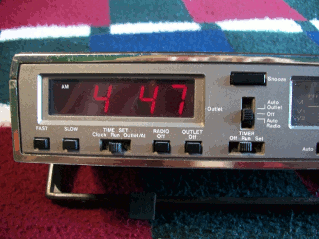 AM
4 47
Snooze
Outlet
Auto
Outlet
Off
Auto
Radio
FAST
SLOW
TIME SET
Clock Run Outlet/Al
RADIO
Off
OUTLET
Off
TIMER
Off Run Set
Auto